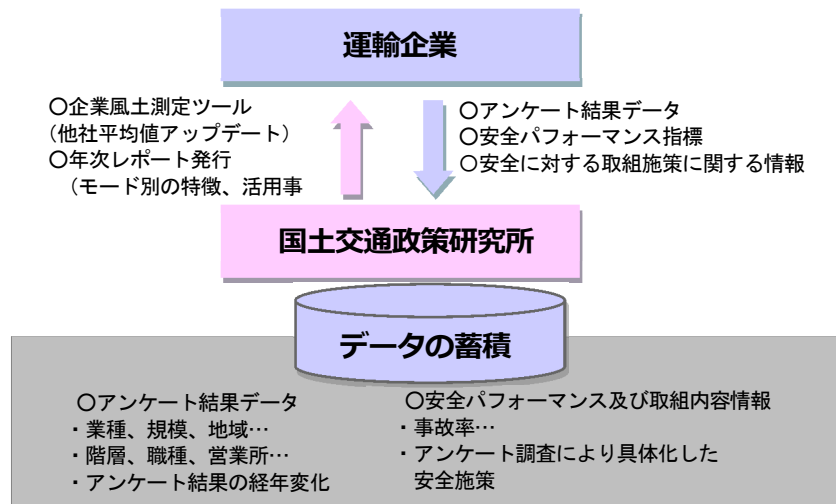 運輸企業
○企業風土測定ツール
（他社平均値アップデート）
○年次レポート発行
（モード別の特徴、活用事
○アンケート結果データ
○安全パフォーマンス指標
○安全に対する取組施策に関する情報
国土交通政策研究所
データの蓄積
○アンケート結果データ
・業種、規模、地域…
・階層、職種、営業所…
・アンケート結果の経年変化
○安全パフォーマンス及び取組内容情報
・事故率…
・アンケート調査により具体化した
安全施策